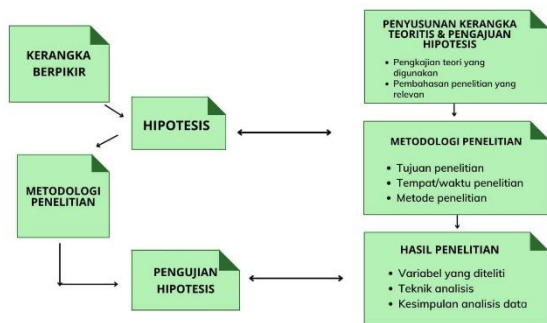 KERANGKA
BERPIKIR
HIPOTESIS
METODOLOGI
PENELITIAN
PENGUJIAN
HIPOTESIS
PENYUSUNAN KERANGKA
TEORITIS & PENGAJUAN
HIPOTESIS
• Pengkajian teori yang
digunakan
• Pembahasan penelitian yang
relevan
METODOLOGI PENELITIAN
• Tujuan penelitian
• Tempat/waktu penelitian
• Metode penelitian
HASIL PENELITIAN
• Variabel yang diteliti
• Teknik analisis
• Kesimpulan analisis data